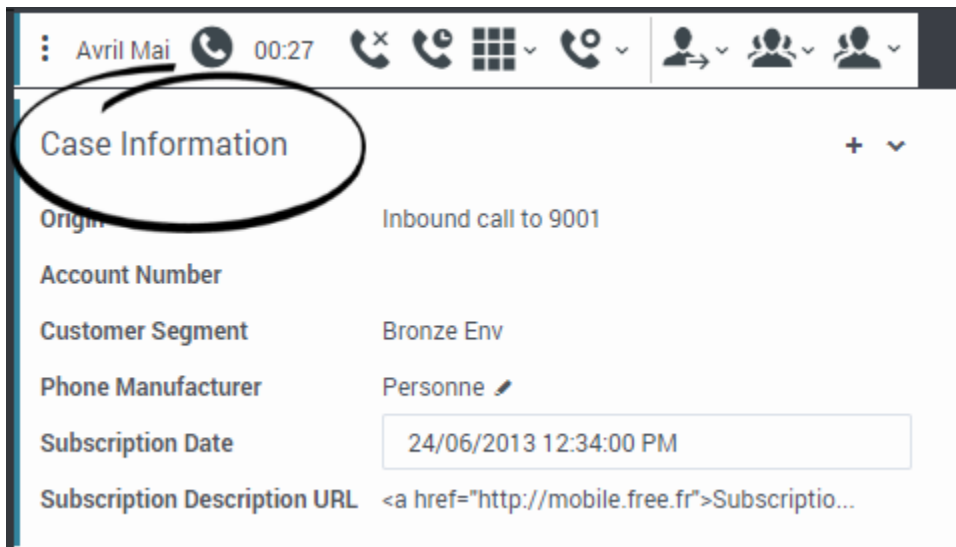 Avril Mai 00:27
Case Information
Origin Inbound call to 9001
Account Number
Customer Segment Bronze Env
Phone Manufacturer Personne
Subscription Date 24/06/2013 12:34:00 PM
Subscription Description URL <a href="http://mobile.free.fr">Subscriptio...